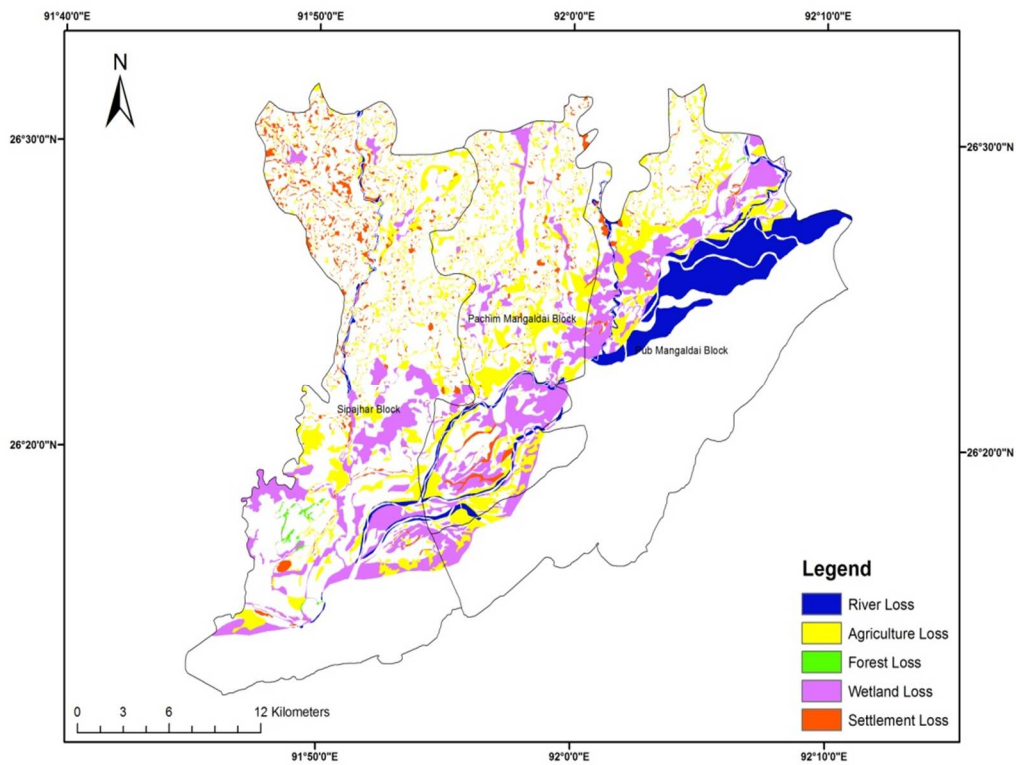 91°40'0"E 91°50'0"E 92°0'0"E 92°10'0"E
N
26°30'0"N 26°30'0"N
Pachim Mangaldai Block
Pub Mangaldai Block
Sipajhar Block
26°20'0"N 26°20'0"N
Legend
River Loss
Agriculture Loss
Forest Loss
Wetland Loss
Settlement Loss
0 3 6 12 Kilometers
91°50'0"E 92°0'0"E 92°10'0"E